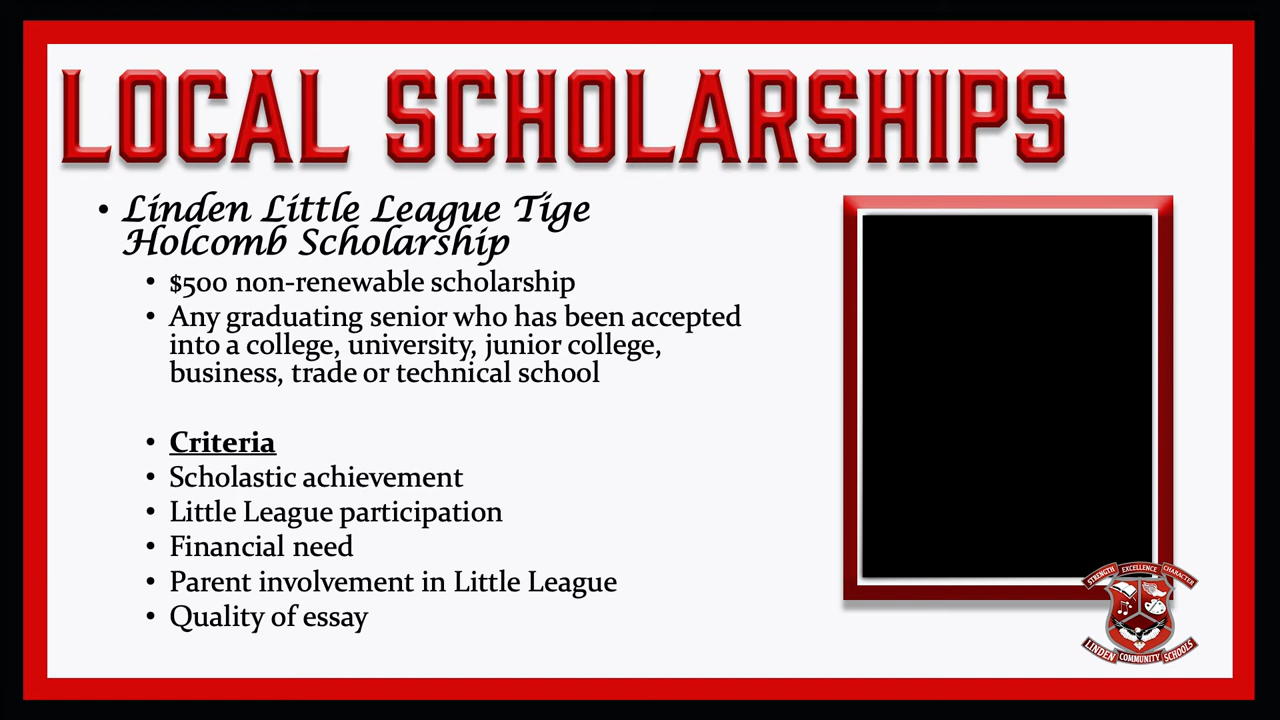 LOCAL SCHOLARSHIPS
• Linden Little League Tige
Holcomb Scholarship
• $500 non-renewable scholarship
• Any graduating senior who has been accepted
into a college, university, junior college,
business, trade or technical school
• Criteria
• Scholastic achievement
• Little League participation
• Financial need
• Parent involvement in Little League
• Quality of essay
STRENGTH EXCELLENCE CHARACTER
LINDEN COMMUNITY SCHOOLS